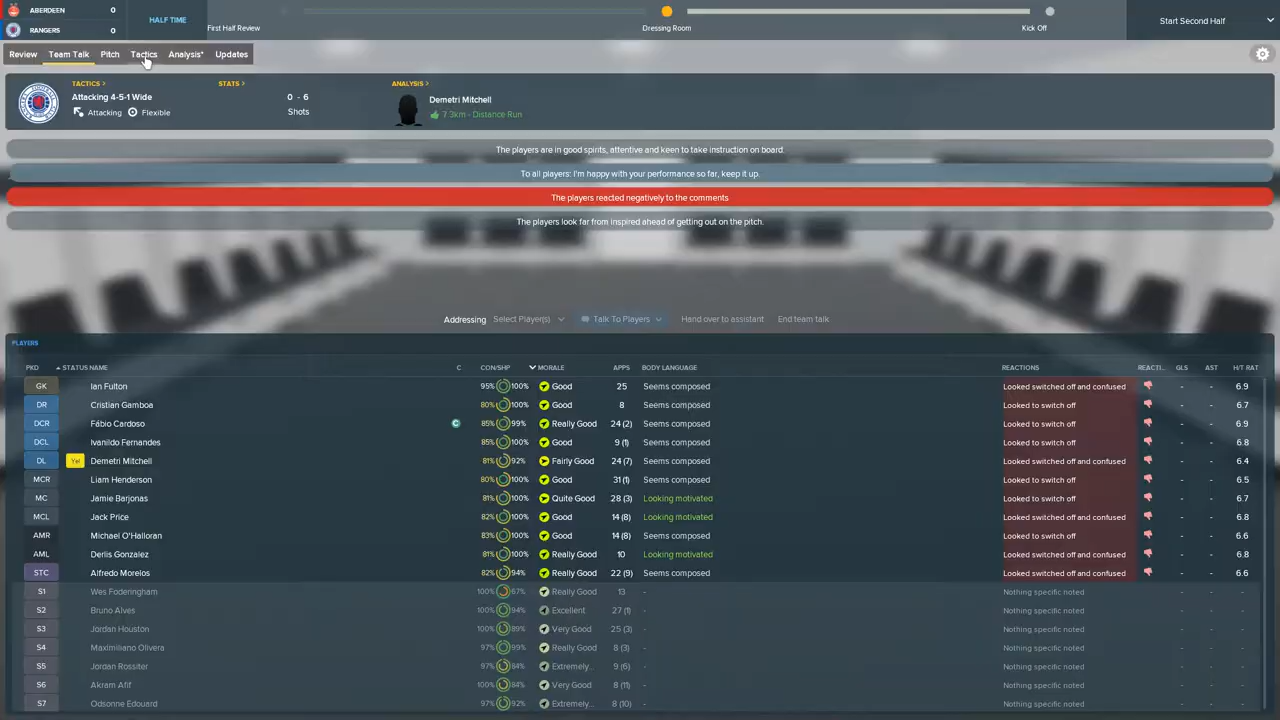 ABERDEEN 0
RANGERS 0
HALF TIME
First Half Review
Dressing Room
Kick Off
Start Second Half
Review Team Talk Pitch Tactics Analysis* Updates
TACTICS >
Attacking 4-5-1 Wide
Attacking Flexible
STATS >
0 - 6
Shots
ANALYSIS >
Demetri Mitchell
7.3km - Distance Run
The players are in good spirits, attentive and keen to take instruction on board.
To all players: I'm happy with your performance so far, keep it up.
The players reacted negatively to the comments
The players look far from inspired ahead of getting out on the pitch.
Addressing Select Player(s) Talk To Players Hand over to assistant End team talk
PLAYERS
PKD STATUS NAME C CON/SHP MORALE APPS BODY LANGUAGE REACTIONS REACTI... GLS AST H/T RAT
GK Ian Fulton 95% 100% Good 25 Seems composed Looked switched off and confused - - 6.9
DR Cristian Gamboa 80% 100% Good 8 Seems composed Looked to switch off - - 6.7
DCR Fábio Cardoso C 85% 99% Really Good 24 (2) Seems composed Looked to switch off - - 6.9
DCL Ivanildo Fernandes 85% 100% Good 9 (1) Seems composed Looked to switch off - - 6.8
DL Yel Demetri Mitchell 81% 92% Fairly Good 24 (7) Seems composed Looked switched off and confused - - 6.4
MCR Liam Henderson 80% 100% Good 31 (1) Seems composed Looked to switch off - - 6.5
MC Jamie Barjonas 81% 100% Quite Good 28 (3) Looking motivated Looked to switch off - - 6.7
MCL Jack Price 82% 100% Good 14 (8) Looking motivated Looked switched off and confused - - 6.8
AMR Michael O'Halloran 83% 100% Good 14 (8) Seems composed Looked to switch off - - 6.6
AML Derlis Gonzalez 81% 100% Really Good 10 Looking motivated Looked switched off and confused - - 6.8
STC Alfredo Morelos 82% 94% Really Good 22 (9) Seems composed Looked switched off and confused - - 6.6
S1 Wes Foderingham 100% 67% Really Good 13 - Nothing specific noted - - -
S2 Bruno Alves 100% 94% Excellent 27 (1) - Nothing specific noted - - -
S3 Jordan Houston 100% 89% Very Good 25 (3) - Nothing specific noted - - -
S4 Maximiliano Olivera 98% 99% Really Good 8 (3) - Nothing specific noted - - -
S5 Jordan Rossiter 97% 84% Extremely... 9 (6) - Nothing specific noted - - -
S6 Akram Afif 100% 84% Very Good 8 (11) - Nothing specific noted - - -
S7 Odsonne Edouard 97% 92% Extremely... 8 (10) - Nothing specific noted - - -